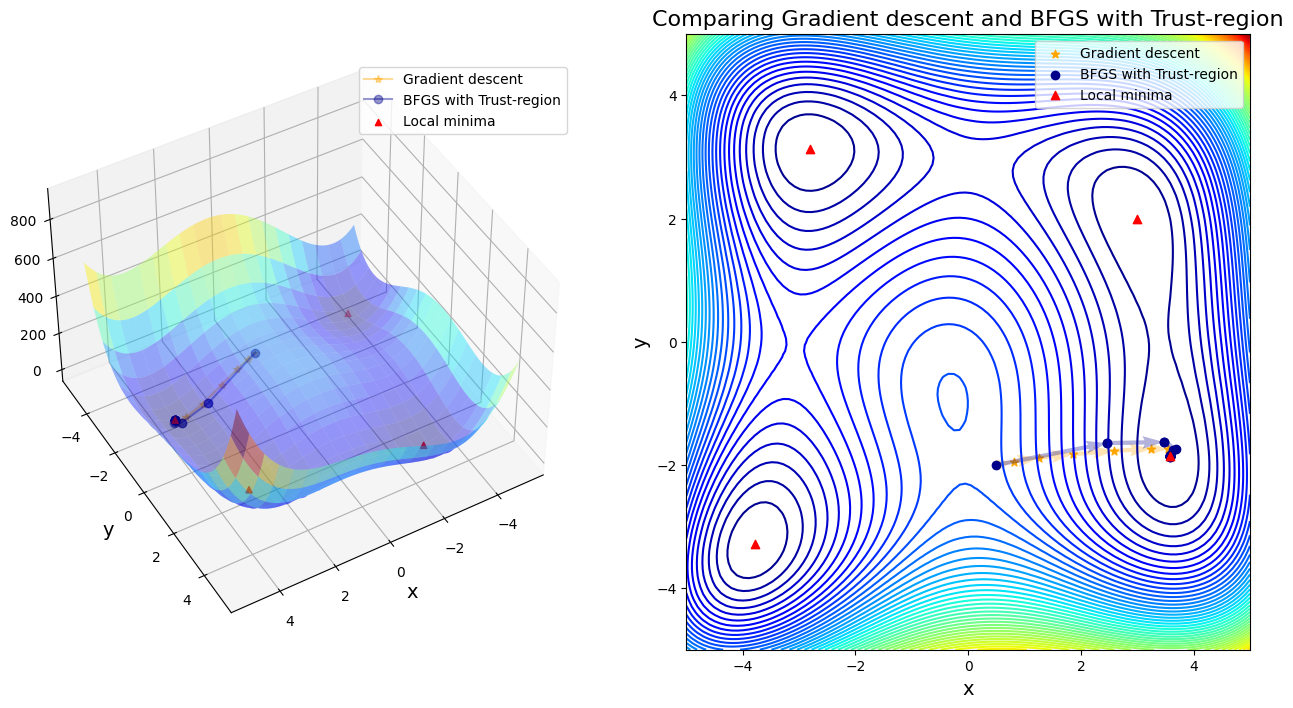 Comparing Gradient descent and BFGS with Trust-region
Gradient descent
BFGS with Trust-region
Local minima
800
600
400
200
0
−4
−2
0
2
4
y
4
2
0
−2
−4
x
Gradient descent
BFGS with Trust-region
Local minima
4
2
0
−2
−4
y
−4
−2
0
2
4
x